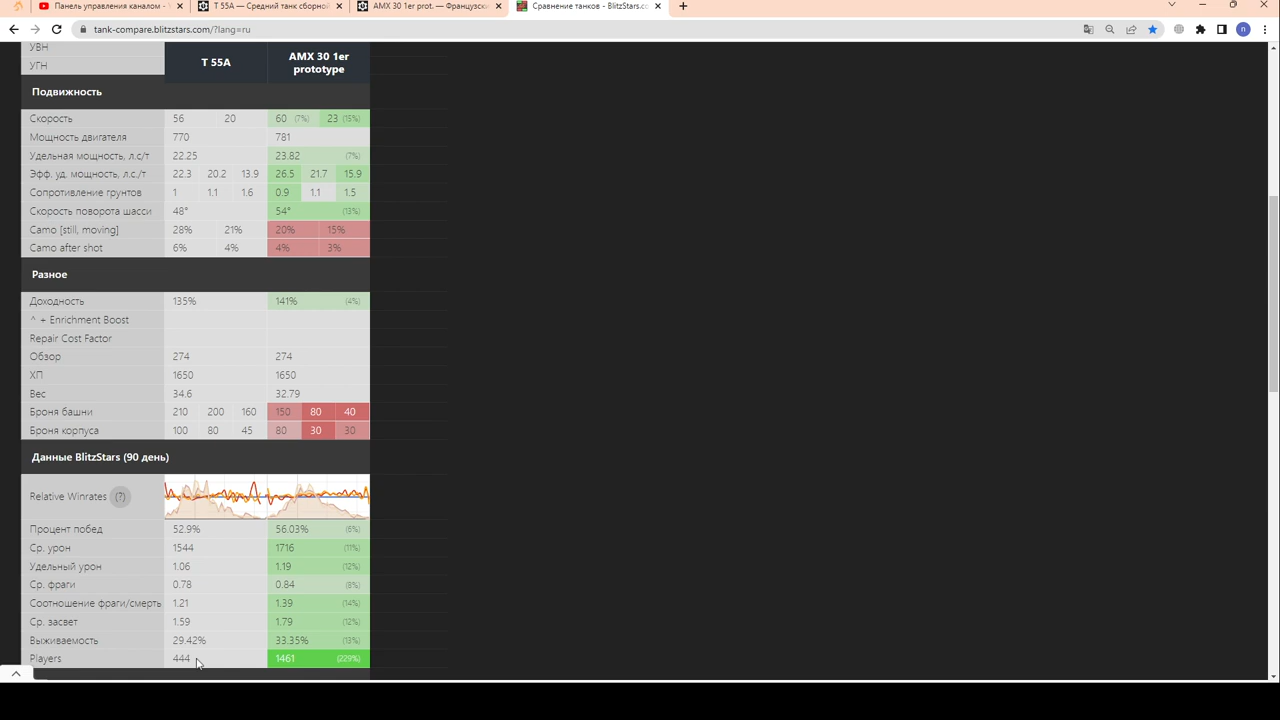 Панель управления каналом -
T 55A — Средний танк сборной
AMX 30 1er prot. — Французски
Сравнение танков - BlitzStars.co
tank-compare.blitzstars.com/?lang=ru
n
УВН
УГН
T 55A
AMX 30 1er
prototype
Подвижность
Скорость 56 20 60 (7%) 23 (15%)
Мощность двигателя 770 781
Удельная мощность, л.с/т 22.25 23.82 (7%)
Эфф. уд. мощность, л.с./т 22.3 20.2 13.9 26.5 21.7 15.9
Сопротивление грунтов 1 1.1 1.6 0.9 1.1 1.5
Скорость поворота шасси 48° 54° (13%)
Camo [still, moving] 28% 21% 20% 15%
Camo after shot 6% 4% 4% 3%
Разное
Доходность 135% 141% (4%)
^ + Enrichment Boost
Repair Cost Factor
Обзор 274 274
ХП 1650 1650
Вес 34.6 32.79
Броня башни 210 200 160 150 80 40
Броня корпуса 100 80 45 80 30 30
Данные BlitzStars (90 день)
Relative Winrates (?)
Процент побед 52.9% 56.03% (6%)
Ср. урон 1544 1716 (11%)
Удельный урон 1.06 1.19 (12%)
Ср. фраги 0.78 0.84 (8%)
Соотношение фраги/смерть 1.21 1.39 (14%)
Ср. засвет 1.59 1.79 (12%)
Выживаемость 29.42% 33.35% (13%)
Players 444 1461 (229%)